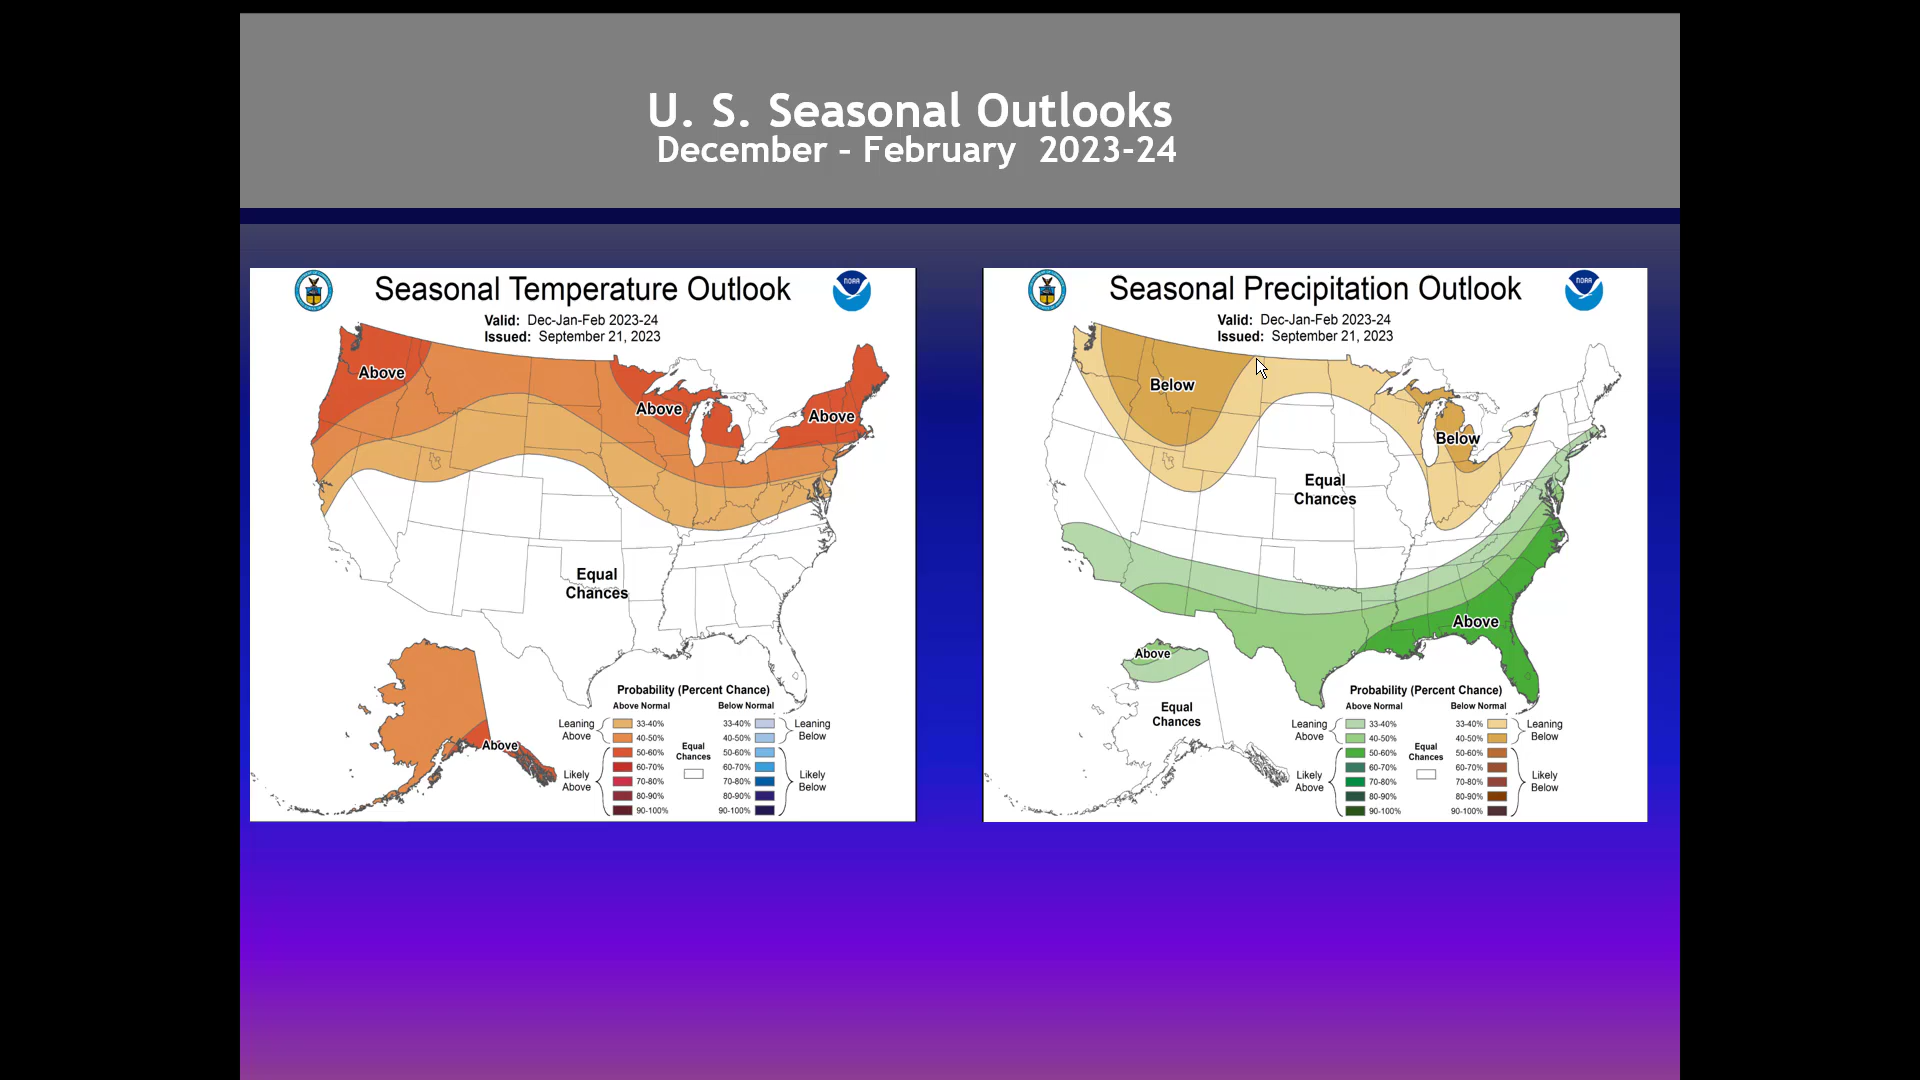 U. S. Seasonal Outlooks
December - February 2023-24
Seasonal Temperature Outlook
NOAA
Valid: Dec-Jan-Feb 2023-24
Issued: September 21, 2023
Above
Above
Above
Equal
Chances
Above
Probability (Percent Chance)
Above Normal
Below Normal
Leaning
Above
33-40%
40-50%
50-60%
60-70%
70-80%
80-90%
90-100%
Likely
Above
Equal
Chances
33-40%
40-50%
50-60%
60-70%
70-80%
80-90%
90-100%
Leaning
Below
Likely
Below
Seasonal Precipitation Outlook
NOAA
Valid: Dec-Jan-Feb 2023-24
Issued: September 21, 2023
Below
Below
Equal
Chances
Above
Above
Equal
Chances
Probability (Percent Chance)
Above Normal
Below Normal
Leaning
Above
33-40%
40-50%
50-60%
60-70%
70-80%
80-90%
90-100%
Likely
Above
Equal
Chances
33-40%
40-50%
50-60%
60-70%
70-80%
80-90%
90-100%
Leaning
Below
Likely
Below